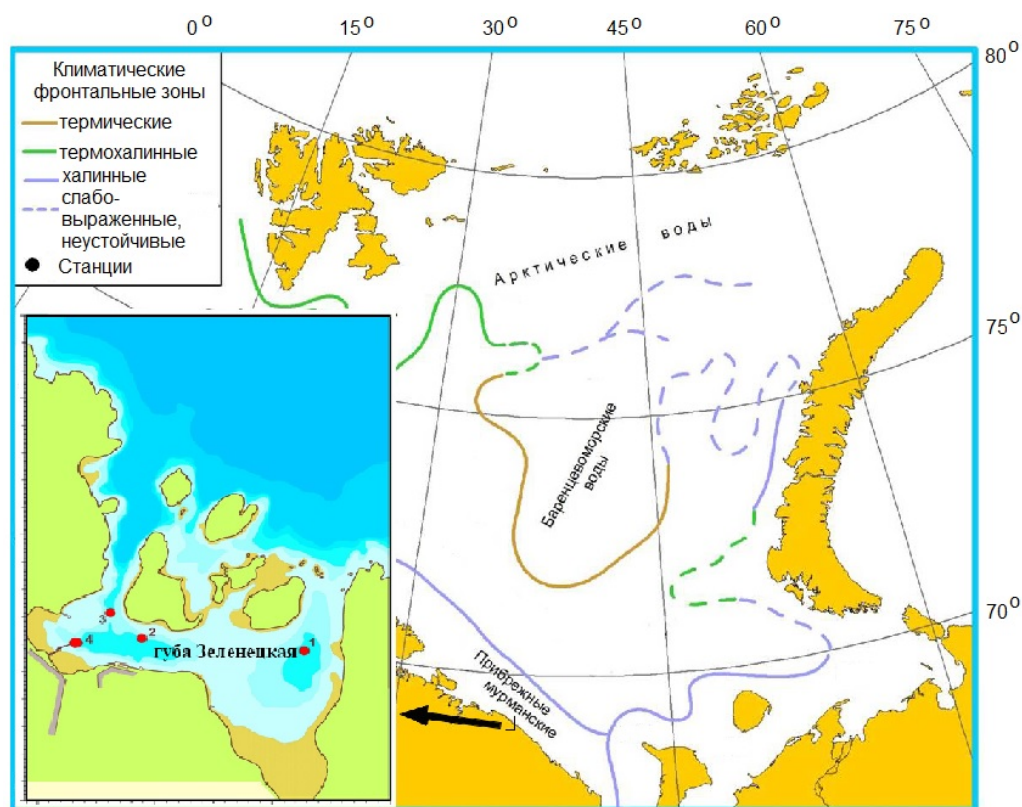 0°
15°
30°
45°
60°
75°
80°
Климатические
фронтальные зоны
термические
термохалинные
халинные
слабо-
выраженные,
неустойчивые
Станции
Арктические воды
75°
Баренцевоморские
воды
3
2
4
губа Зеленецкая
1
70°
Прибрежные
мурманские